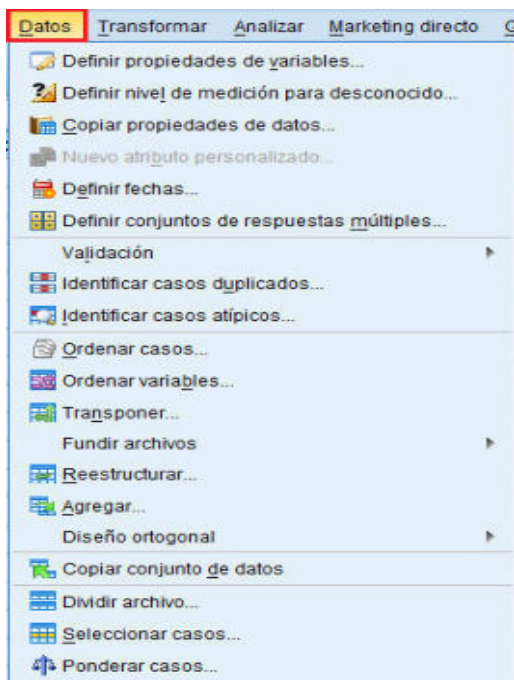 Datos Transformar Analizar Marketing directo
Definir propiedades de variables...
Definir nivel de medición para desconocido...
Copiar propiedades de datos...
Nuevo atributo personalizado...
Definir fechas...
Definir conjuntos de respuestas múltiples...
Validación
Identificar casos duplicados...
Identificar casos atípicos...
Ordenar casos...
Ordenar variables...
Transponer...
Fundir archivos
Reestructurar...
Agregar...
Diseño ortogonal
Copiar conjunto de datos
Dividir archivo...
Seleccionar casos...
Ponderar casos...